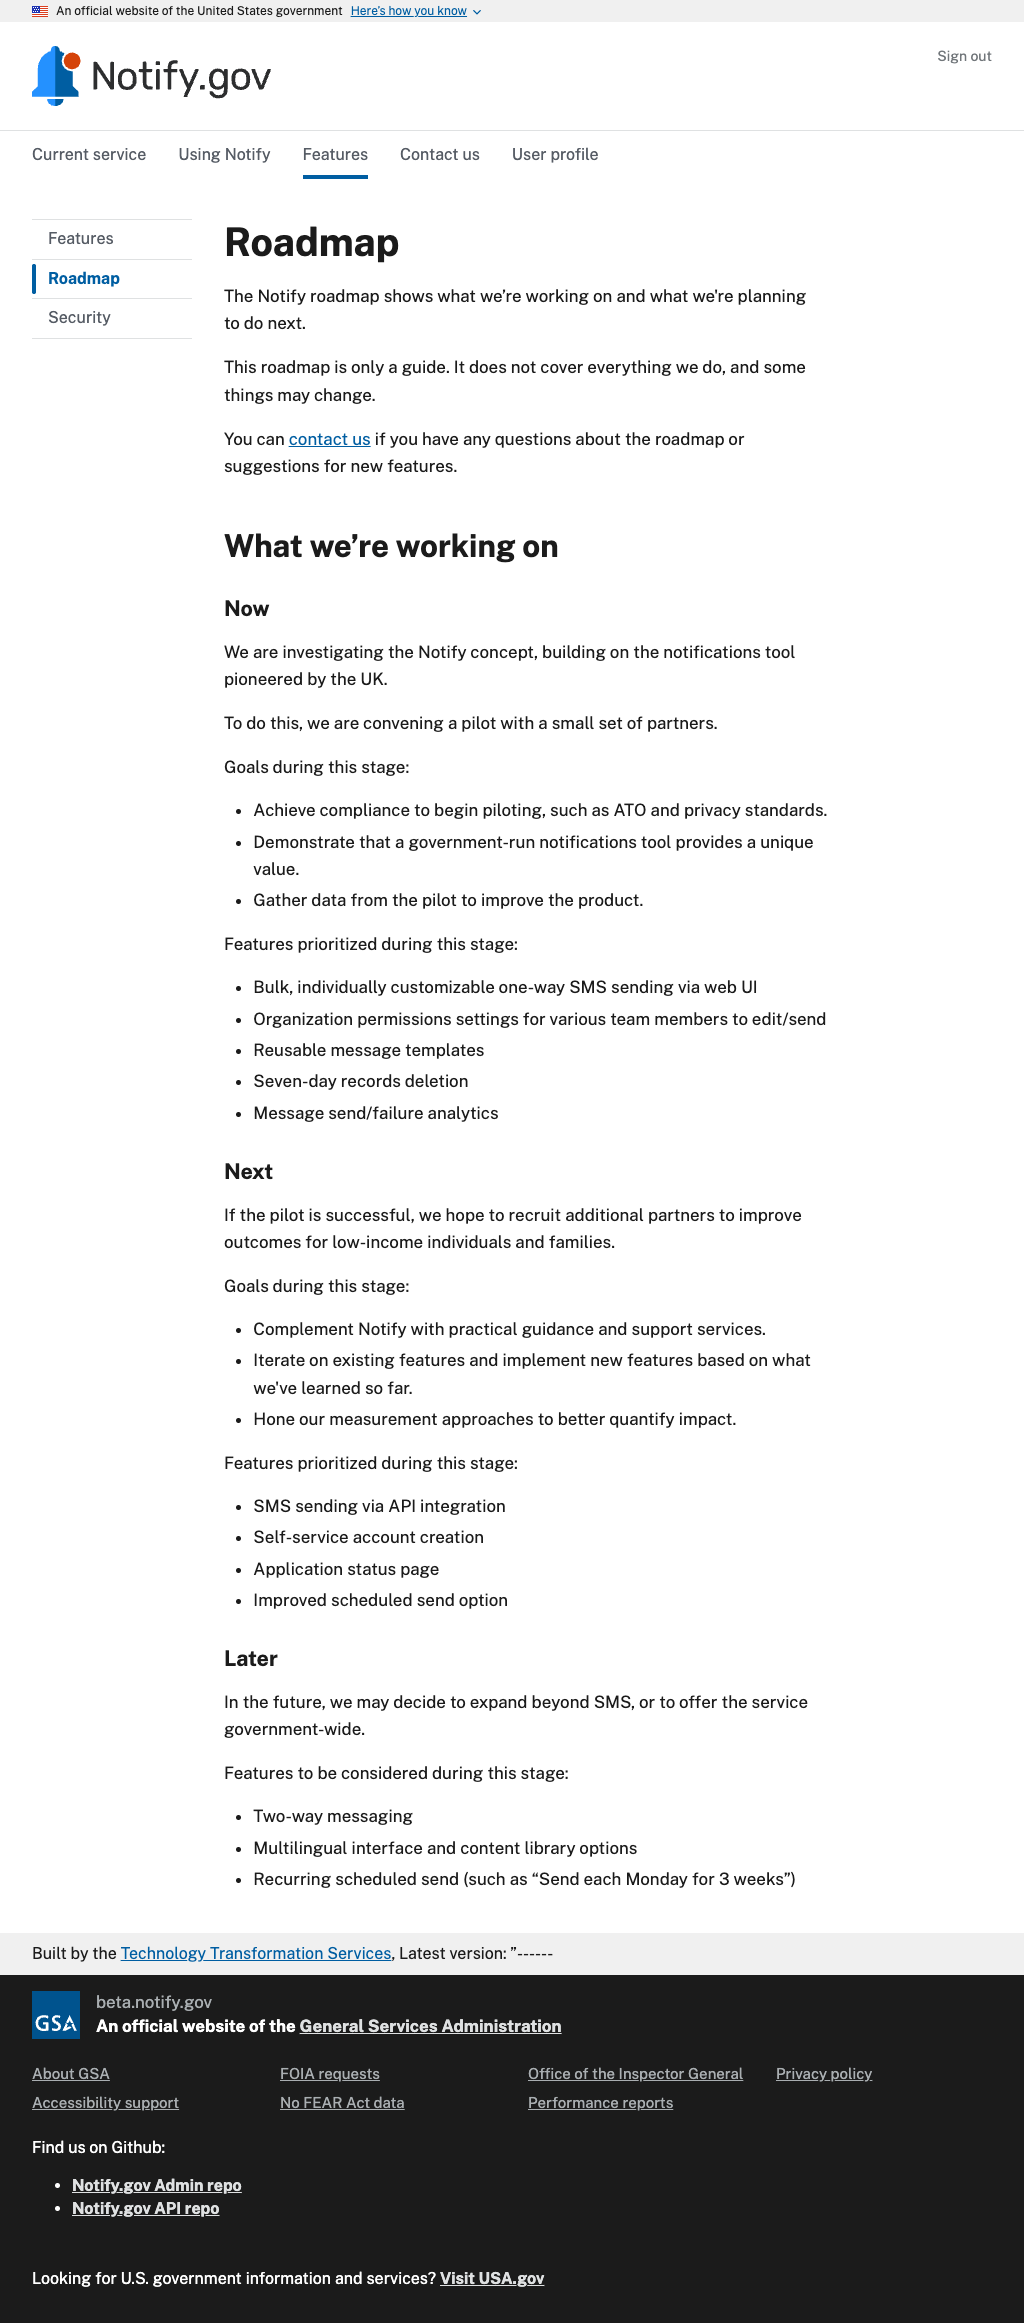 An official website of the United States government Here’s how you know
Notify.gov
Sign out
Current service Using Notify Features Contact us User profile
Features
Roadmap
Security
Roadmap
The Notify roadmap shows what we’re working on and what we're planning
to do next.
This roadmap is only a guide. It does not cover everything we do, and some
things may change.
You can contact us if you have any questions about the roadmap or
suggestions for new features.
What we’re working on
Now
We are investigating the Notify concept, building on the notifications tool
pioneered by the UK.
To do this, we are convening a pilot with a small set of partners.
Goals during this stage:
• Achieve compliance to begin piloting, such as ATO and privacy standards.
• Demonstrate that a government-run notifications tool provides a unique
value.
• Gather data from the pilot to improve the product.
Features prioritized during this stage:
• Bulk, individually customizable one-way SMS sending via web UI
• Organization permissions settings for various team members to edit/send
• Reusable message templates
• Seven-day records deletion
• Message send/failure analytics
Next
If the pilot is successful, we hope to recruit additional partners to improve
outcomes for low-income individuals and families.
Goals during this stage:
• Complement Notify with practical guidance and support services.
• Iterate on existing features and implement new features based on what
we've learned so far.
• Hone our measurement approaches to better quantify impact.
Features prioritized during this stage:
• SMS sending via API integration
• Self-service account creation
• Application status page
• Improved scheduled send option
Later
In the future, we may decide to expand beyond SMS, or to offer the service
government-wide.
Features to be considered during this stage:
• Two-way messaging
• Multilingual interface and content library options
• Recurring scheduled send (such as “Send each Monday for 3 weeks”)
Built by the Technology Transformation Services, Latest version: ”------
GSA
beta.notify.gov
An official website of the General Services Administration
About GSA FOIA requests Office of the Inspector General Privacy policy
Accessibility support No FEAR Act data Performance reports
Find us on Github:
• Notify.gov Admin repo
• Notify.gov API repo
Looking for U.S. government information and services? Visit USA.gov